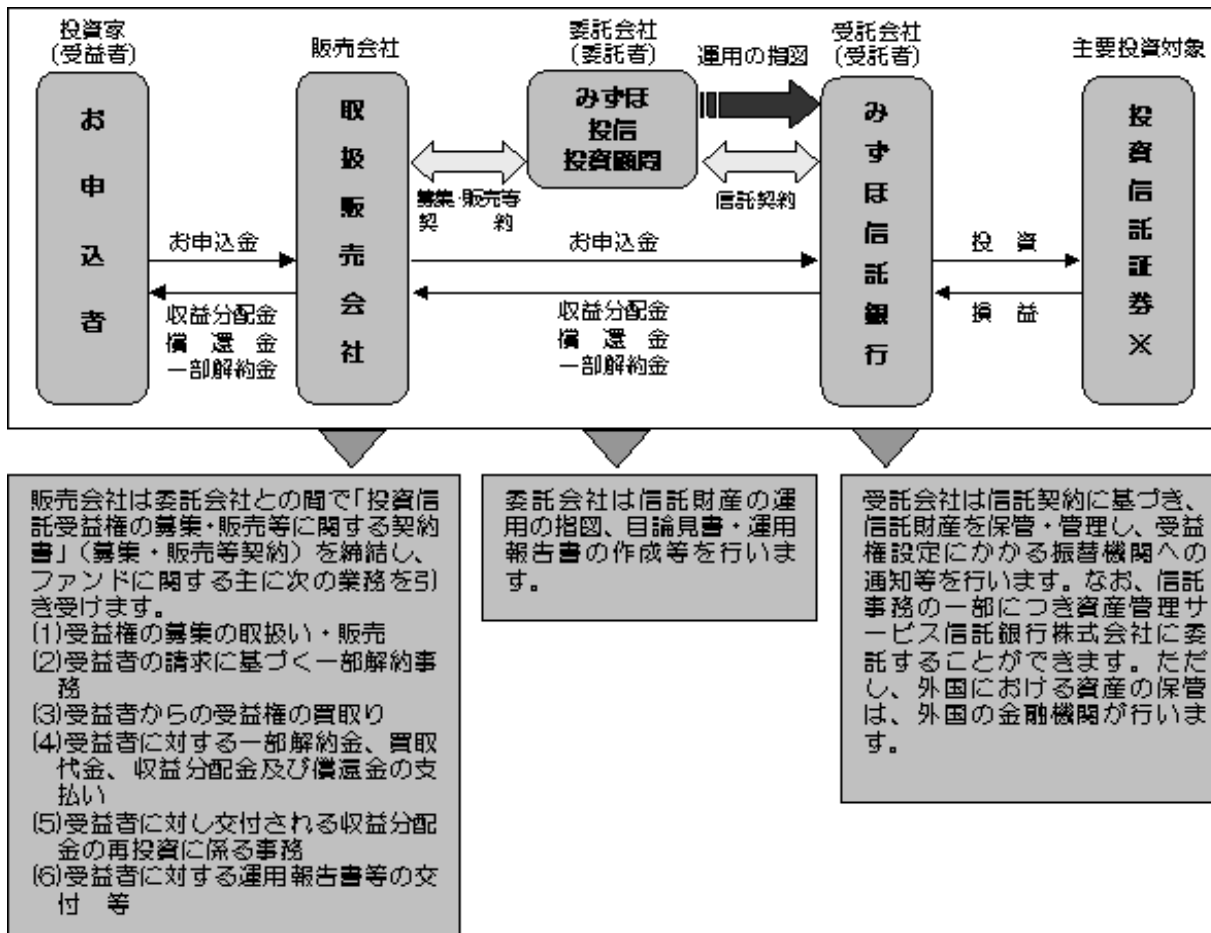 投資家
(受益者)
販売会社
委託会社
(委託者)
運用の指図
受託会社
(受託者)
主要投資対象
お申込者
取扱販売会社
みずほ
投信
投資顧問
みずほ信託銀行
投資信託証券※
募集・販売等
契　約
信託契約
お申込金
お申込金
投　資
収益分配金
償　還　金
一部解約金
収益分配金
償　還　金
一部解約金
損　益
販売会社は委託会社との間で「投資信
託受益権の募集・販売等に関する契約
書」（募集・販売等契約）を締結し、
ファンドに関する主に次の業務を引
き受けます。
(1)受益権の募集の取扱い・販売
(2)受益者の請求に基づく一部解約事
務
(3)受益者からの受益権の買取り
(4)受益者に対する一部解約金、買取
代金、収益分配金及び償還金の支
払い
(5)受益者に対し交付される収益分配
金の再投資に係る事務
(6)受益者に対する運用報告書等の交
付　等
委託会社は信託財産の運
用の指図、目論見書・運用
報告書の作成等を行いま
す。
受託会社は信託契約に基づき、
信託財産を保管・管理し、受益
権設定にかかる振替機関への
通知等を行います。なお、信託
事務の一部につき資産管理サ
ービス信託銀行株式会社に委
託することができます。ただ
し、外国における資産の保管
は、外国の金融機関が行いま
す。